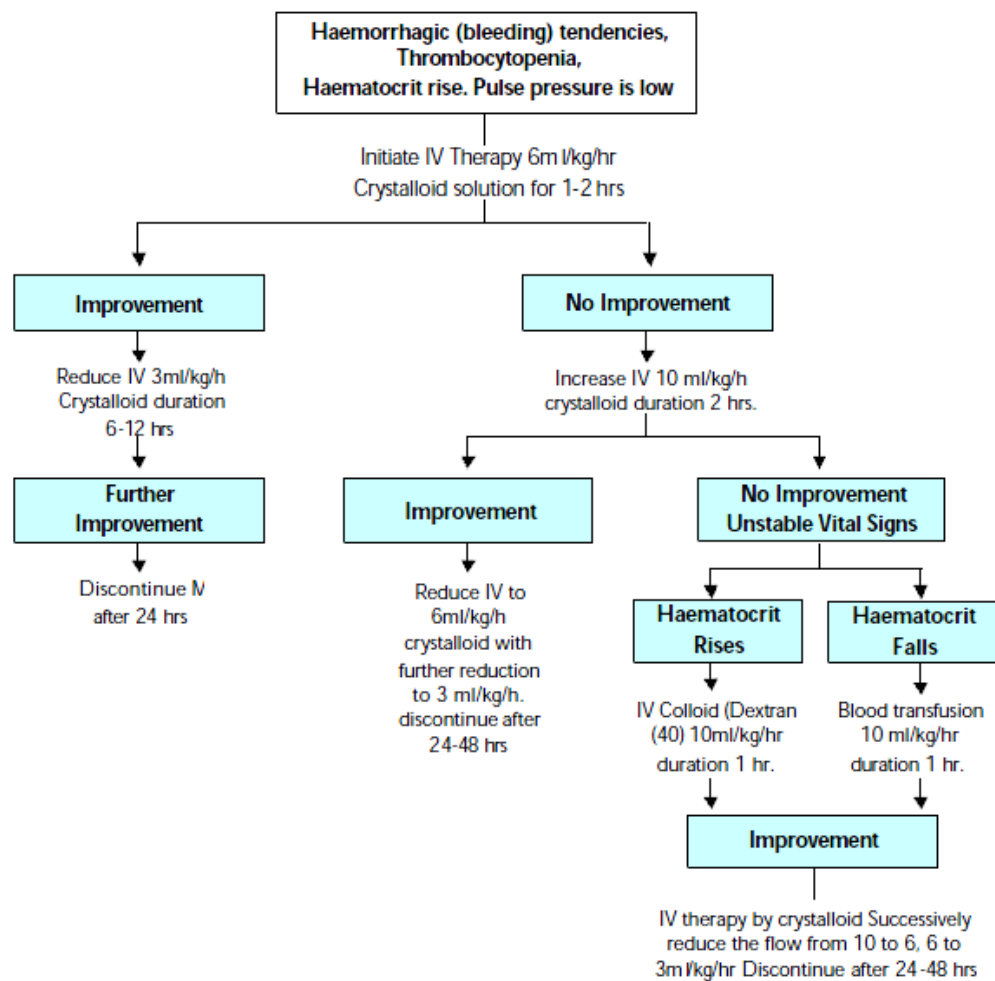 Haemorrhagic (bleeding) tendencies,
Thrombocytopenia,
Haematocrit rise. Pulse pressure is low
Initiate IV Therapy 6ml/kg/hr
Crystalloid solution for 1-2 hrs
Improvement
No Improvement
Reduce IV 3ml/kg/h
Crystalloid duration
6-12 hrs
Increase IV 10 ml/kg/h
crystalloid duration 2 hrs.
Further
Improvement
Improvement
No Improvement
Unstable Vital Signs
Discontinue
after 24 hrs
Reduce IV to
6ml/kg/h
crystalloid with
further reduction
to 3 ml/kg/h.
discontinue after
24-48 hrs
Haematocrit
Rises
Haematocrit
Falls
IV Colloid (Dextran
(40) 10ml/kg/hr
duration 1 hr.
Blood transfusion
10 ml/kg/hr
duration 1 hr.
Improvement
IV therapy by crystalloid Successively
reduce the flow from 10 to 6, 6 to
3ml/kg/hr Discontinue after 24-48 hrs